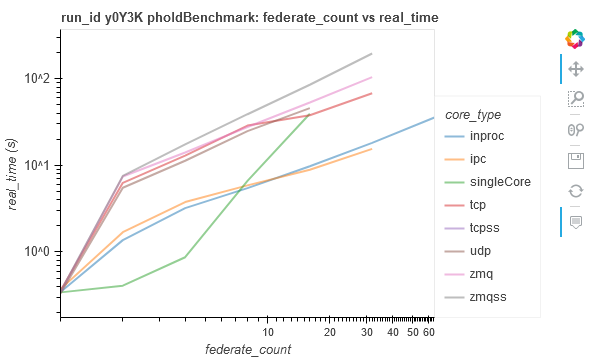 run_id y0Y3K pholdBenchmark: federate_count vs real_time
real_time (s)
10^2
10^1
10^0
10
20
30
40
50
60
federate_count
core_type
inproc
ipc
singleCore
tcp
tcpss
udp
zmq
zmqss